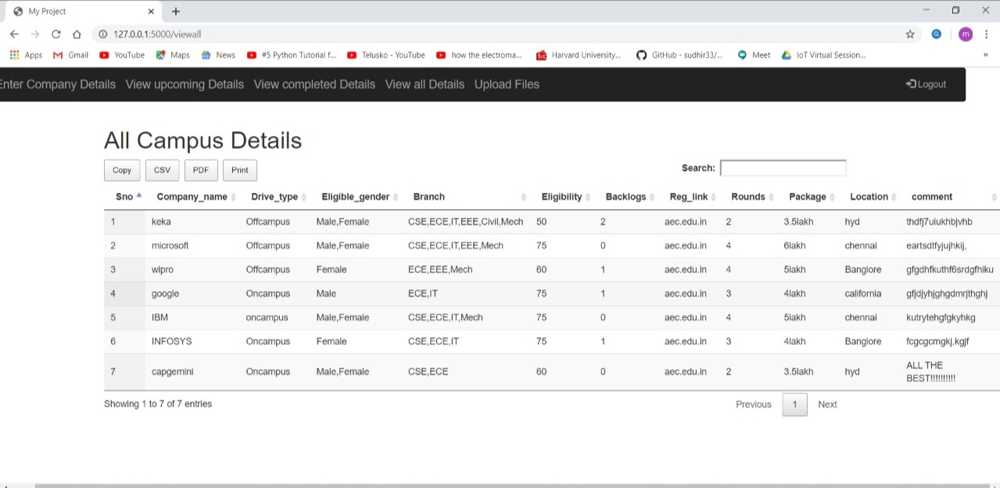 My Project
127.0.0.1:5000/viewall
m
Apps Gmail YouTube Maps News #5 Python Tutorial f... Telusko - YouTube how the electroma... Harvard University... GitHub - sudhir33/... Meet IoT Virtual Session... »
Enter Company Details View upcoming Details View completed Details View all Details Upload Files Logout
All Campus Details
Copy CSV PDF Print Search:
Sno Company_name Drive_type Eligible_gender Branch Eligibility Backlogs Reg_link Rounds Package Location comment
1 keka Offcampus Male,Female CSE,ECE,IT,EEE,Civil,Mech 50 2 aec.edu.in 2 3.5lakh hyd thdfj7uiukhbjvhb
2 microsoft Offcampus Male,Female CSE,ECE,IT,EEE,Mech 75 0 aec.edu.in 4 6lakh chennai eartsdtfyjujhkij,
3 wipro Offcampus Female ECE,EEE,Mech 60 1 aec.edu.in 4 5lakh Banglore gfgdhfkuthf6srdgfhiku
4 google Oncampus Male ECE,IT 75 1 aec.edu.in 3 4lakh california gfjdjyhjghgdmrjthghj
5 IBM oncampus Male,Female CSE,ECE,IT,Mech 75 0 aec.edu.in 4 5lakh chennai kutrytehgfgkyhkg
6 INFOSYS Oncampus Female CSE,ECE,IT 75 1 aec.edu.in 3 4lakh Banglore fcgcgcmgkj,kgjf
7 capgemini Oncampus Male,Female CSE,ECE 60 0 aec.edu.in 2 3.5lakh hyd ALL THE
BEST!!!!!!!!!!
Showing 1 to 7 of 7 entries Previous 1 Next